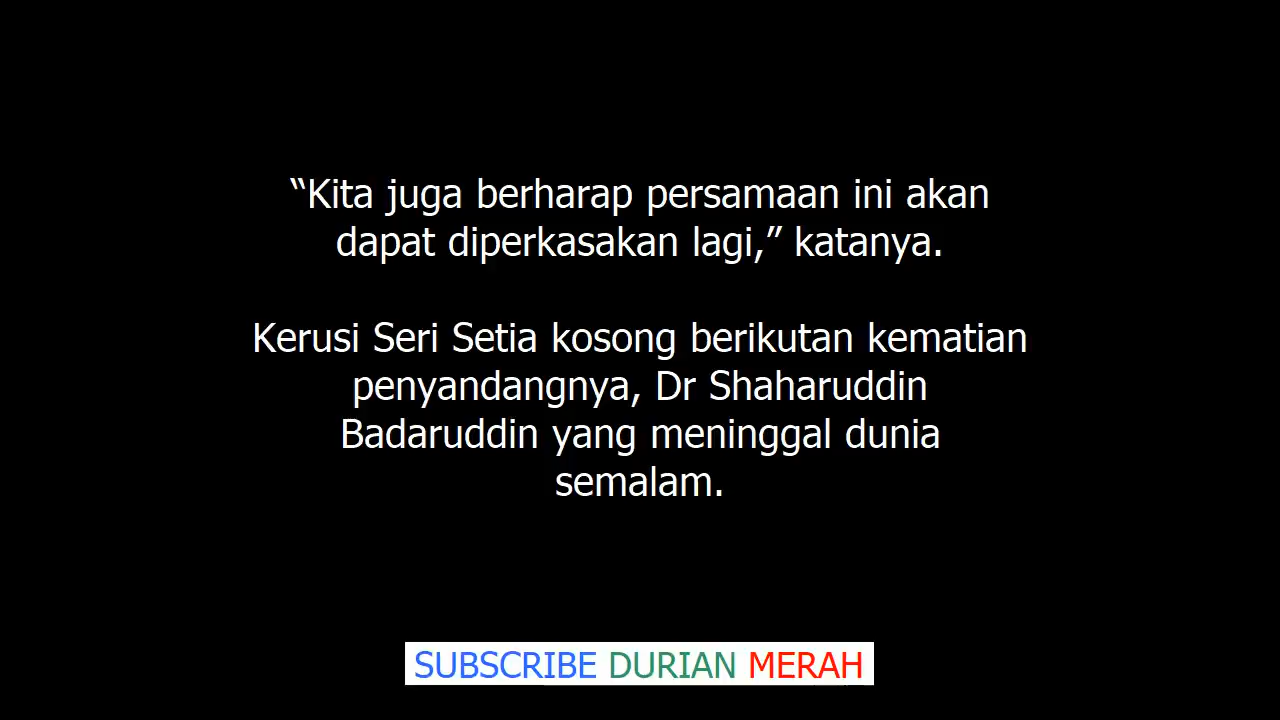 “Kita juga berharap persamaan ini akan
dapat diperkasakan lagi,” katanya.
Kerusi Seri Setia kosong berikutan kematian
penyandangnya, Dr Shaharuddin
Badaruddin yang meninggal dunia
semalam.
SUBSCRIBE DURIAN MERAH